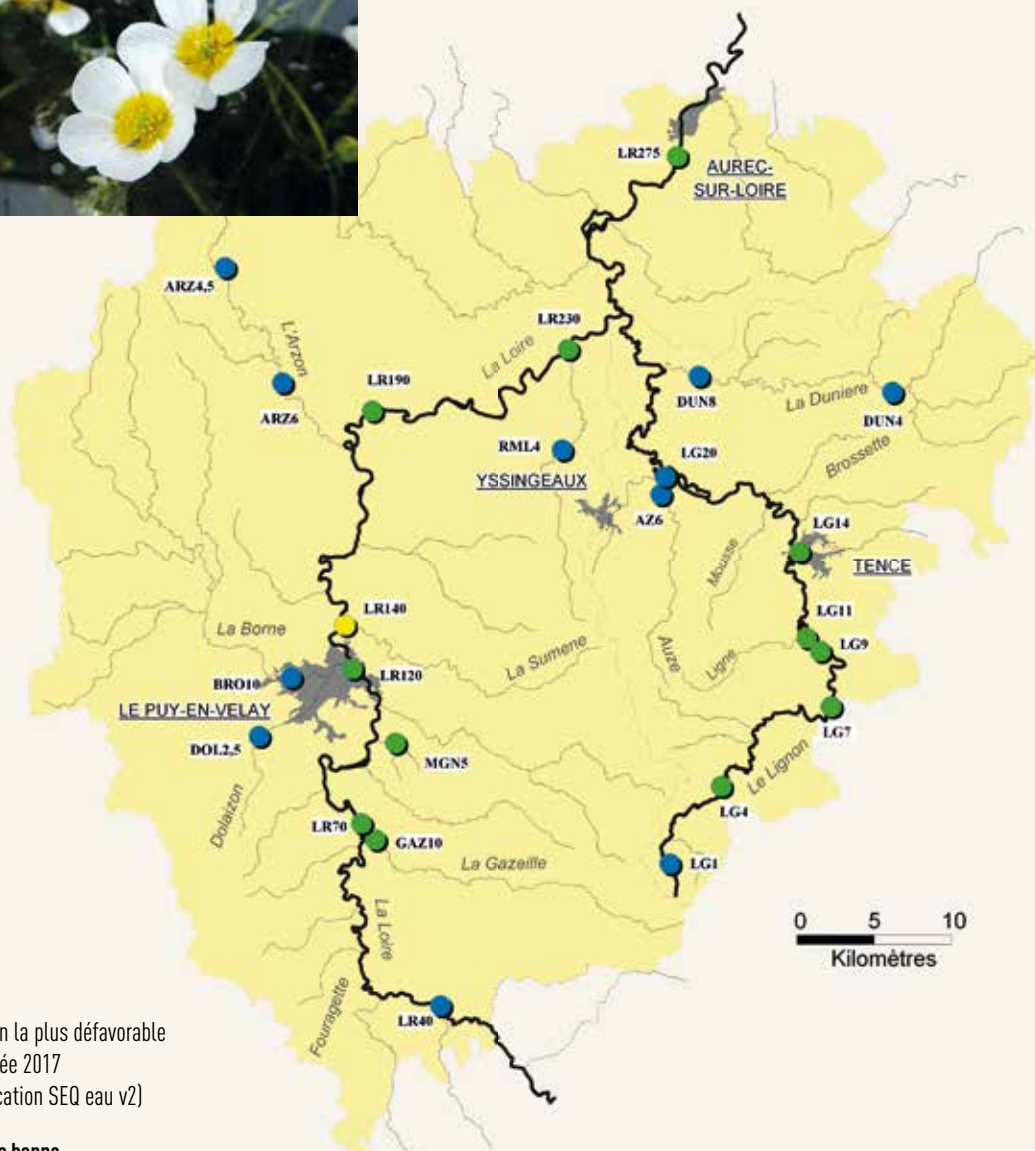 LR275
AUREC-
SUR-LOIRE
ARZ4,5
L'Arzon
LR230
La Loire
LR190
ARZ6
DUN8
La Duniere
DUN4
RML4
LG20
Brossette
YSSINGEAUX
AZ6
LG14
Mousse
TENCE
LR140
LG11
La Borne
La Sumene
Auze
Ligne
LG9
BRO10
LR120
LE PUY-EN-VELAY
LG7
DOL2,5
MGN5
Le Lignon
Dolaizon
LG4
LR70
GAZ10
La Gazeille
LG1
La Loire
0 5 10
Kilomètres
Fouragette
LR40
la plus défavorable
2017
SEQ eau v2)
bonne